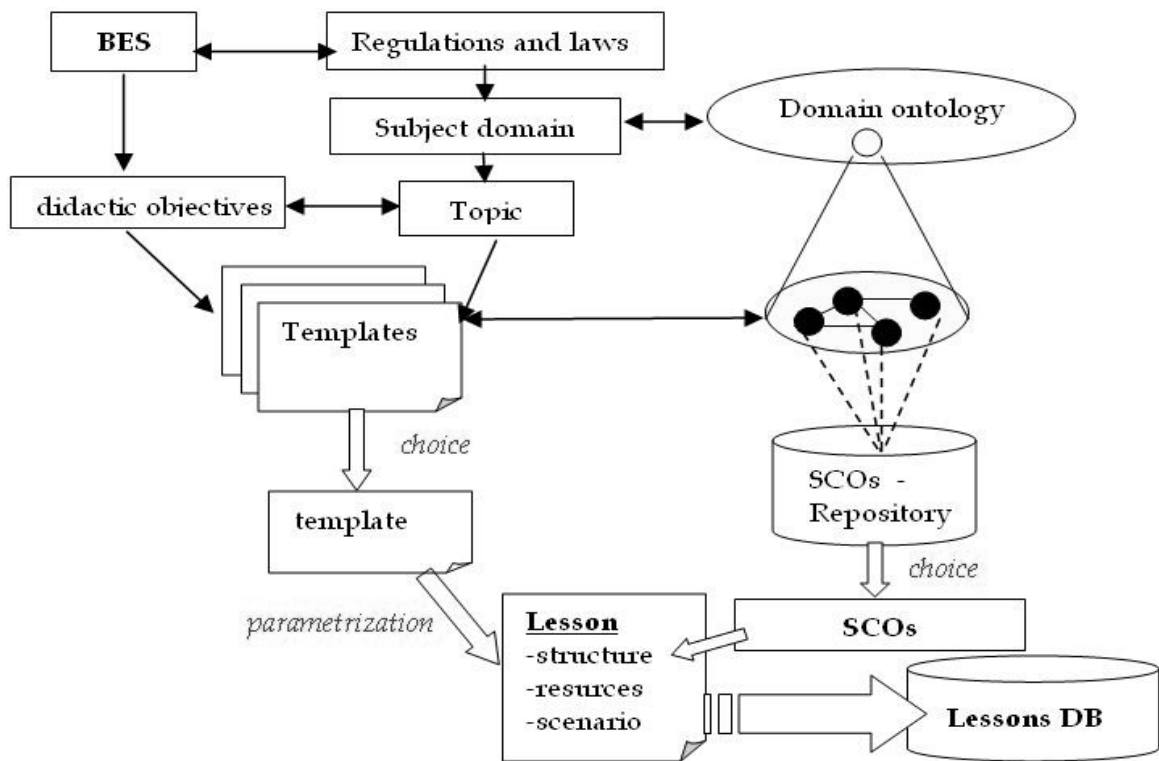 BES
Regulations and laws
Subject domain
Domain ontology
didactic objectives
Topic
Templates
choice
SCOs -
Repository
template
choice
parametrization
Lesson
-structure
-resurces
-scenario
SCOs
Lessons DB